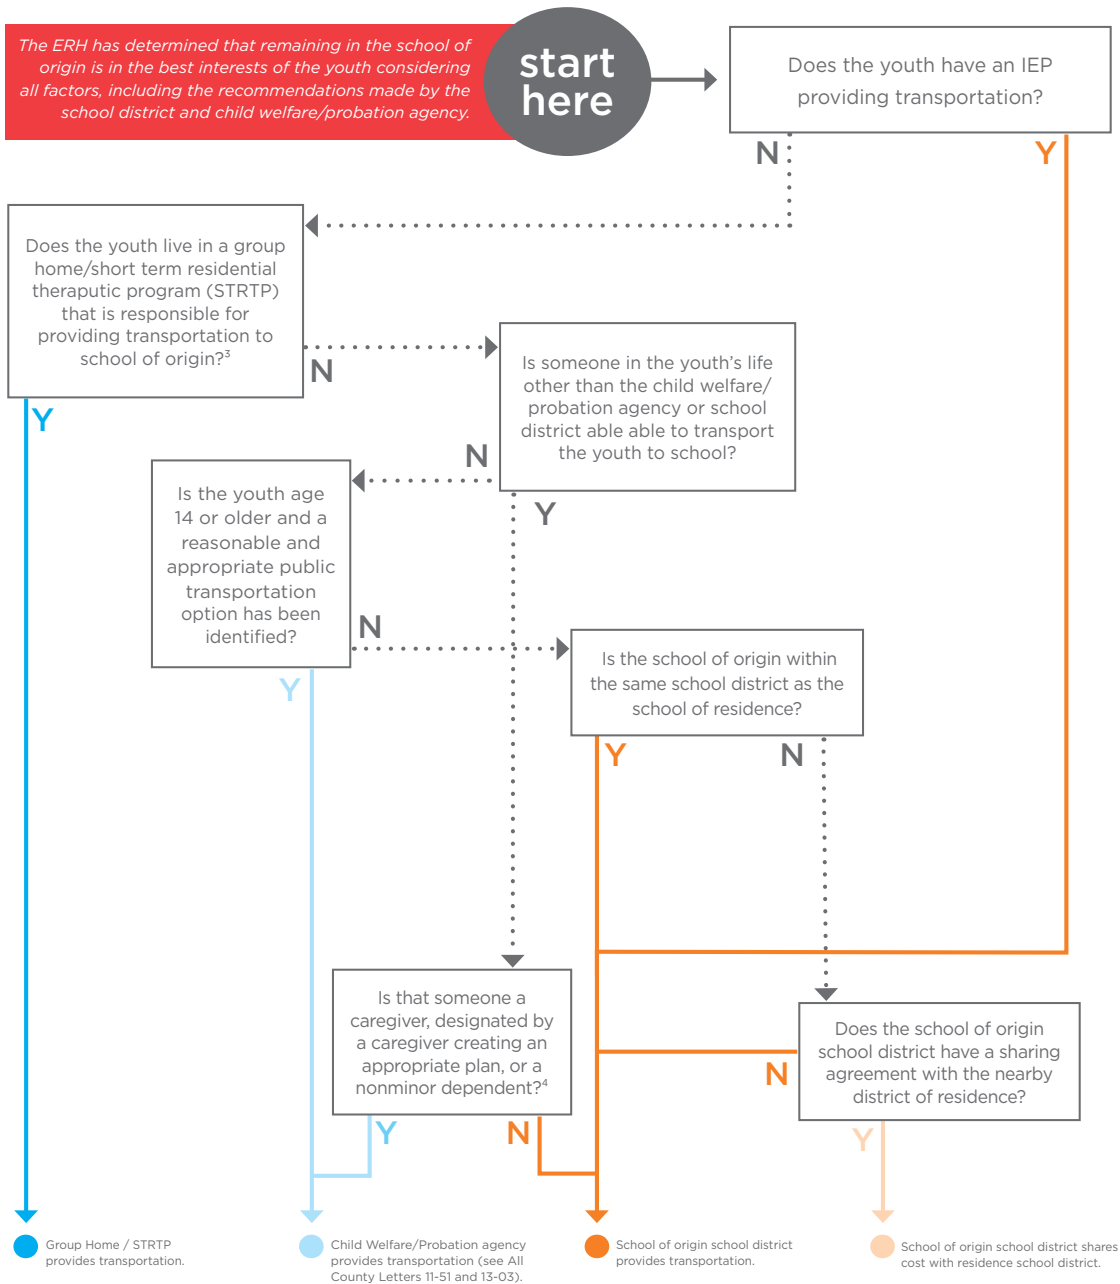 The ERH has determined that remaining in the school of
origin is in the best interests of the youth considering
all factors, including the recommendations made by the
school district and child welfare/probation agency.
start
here
Does the youth have an IEP
providing transportation?
N
Y
Does the youth live in a group
home/short term residential
theraputic program (STRTP)
that is responsible for
providing transportation to
school of origin?³
N
Y
Is someone in the youth's life
other than the child welfare/
probation agency or school
district able able to transport
the youth to school?
N
Y
Is the youth age
14 or older and a
reasonable and
appropriate public
transportation
option has been
identified?
N
Y
Is the school of origin within
the same school district as the
school of residence?
Y
N
Is that someone a
caregiver, designated by
a caregiver creating an
appropriate plan, or a
nonminor dependent?⁴
Y
N
Does the school of origin
school district have a sharing
agreement with the nearby
district of residence?
N
Y
Group Home / STRTP
provides transportation.
Child Welfare/Probation agency
provides transportation (see All
County Letters 11-51 and 13-03).
School of origin school district
provides transportation.
School of origin school district shares
cost with residence school district.